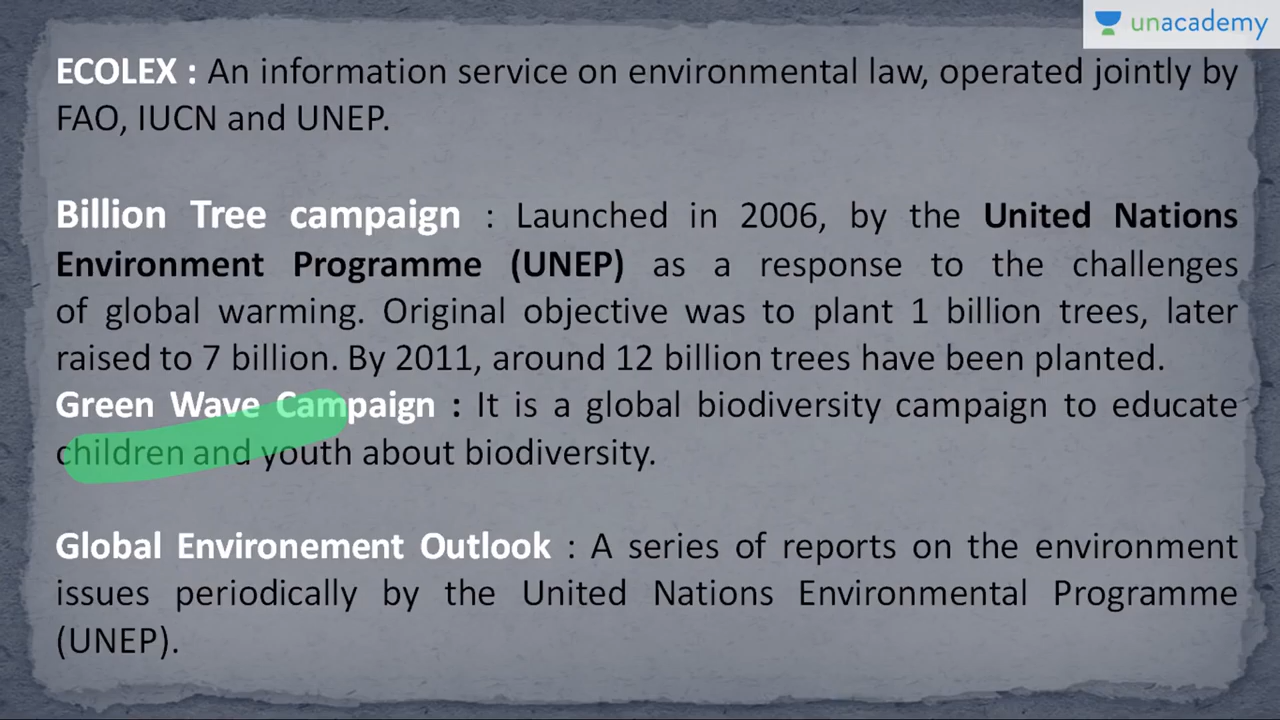 unacademy
ECOLEX : An information service on environmental law, operated jointly by
FAO, IUCN and UNEP.
Billion Tree campaign : Launched in 2006, by the United Nations
Environment Programme (UNEP) as a response to the challenges
of global warming. Original objective was to plant 1 billion trees, later
raised to 7 billion. By 2011, around 12 billion trees have been planted.
Green Wave Campaign : It is a global biodiversity campaign to educate
children and youth about biodiversity.
Global Environement Outlook : A series of reports on the environment
issues periodically by the United Nations Environmental Programme
(UNEP).